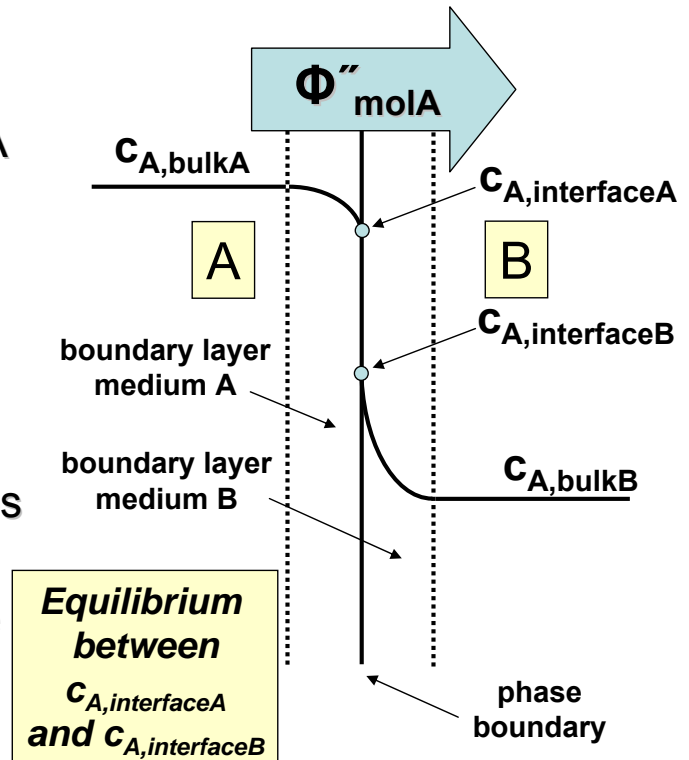 Φ″molA
A
cA,bulkA
cA,interfaceA
A
B
cA,interfaceB
boundary layer
medium A
boundary layer
medium B
cA,bulkB
s
Equilibrium
between
cA,interfaceA
and cA,interfaceB
phase
boundary